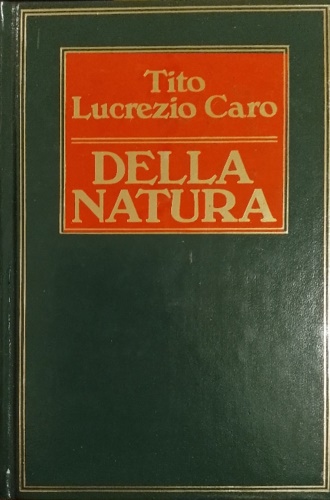 Tito
Lucrezio Caro
DELLA
NATURA